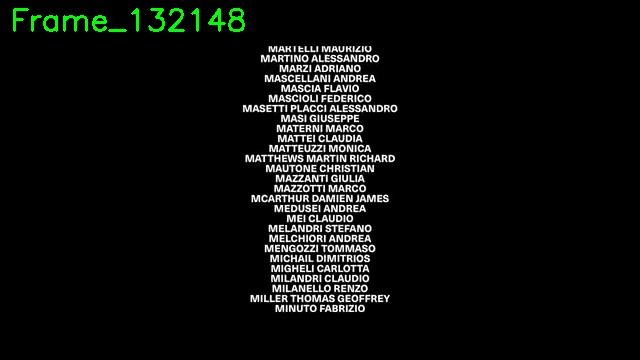 Frame_132148
MARTELLI MAURIZIO
MARTINO ALESSANDRO
MARZI ADRIANO
MASCELLANI ANDREA
MASCIA FLAVIO
MASCIOLI FEDERICO
MASETTI PLACCI ALESSANDRO
MASI GIUSEPPE
MATERNI MARCO
MATTEI CLAUDIA
MATTEUZZI MONICA
MATTHEWS MARTIN RICHARD
MAUTONE CHRISTIAN
MAZZANTI GIULIA
MAZZOTTI MARCO
MCARTHUR DAMIEN JAMES
MEDUSEI ANDREA
MEI CLAUDIO
MELANDRI STEFANO
MELCHIORI ANDREA
MENGOZZI TOMMASO
MICHAIL DIMITRIOS
MIGHELI CARLOTTA
MILANDRI CLAUDIO
MILANELLO RENZO
MILLER THOMAS GEOFFREY
MINUTO FABRIZIO